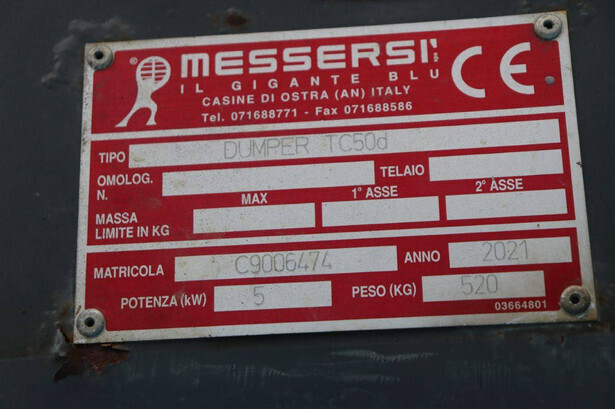 MESSERSI'
IL GIGANTE BLU
CASINE DI OSTRA (AN) ITALY
Tel. 071688771 - Fax 071688586
CE
TIPO DUMPER TC50d
OMOLOG. N. TELAIO
MAX 1° ASSE 2° ASSE
MASSA LIMITE IN KG
MATRICOLA C9006474 ANNO 2021
POTENZA (kW) 5 PESO (KG) 520
03664801